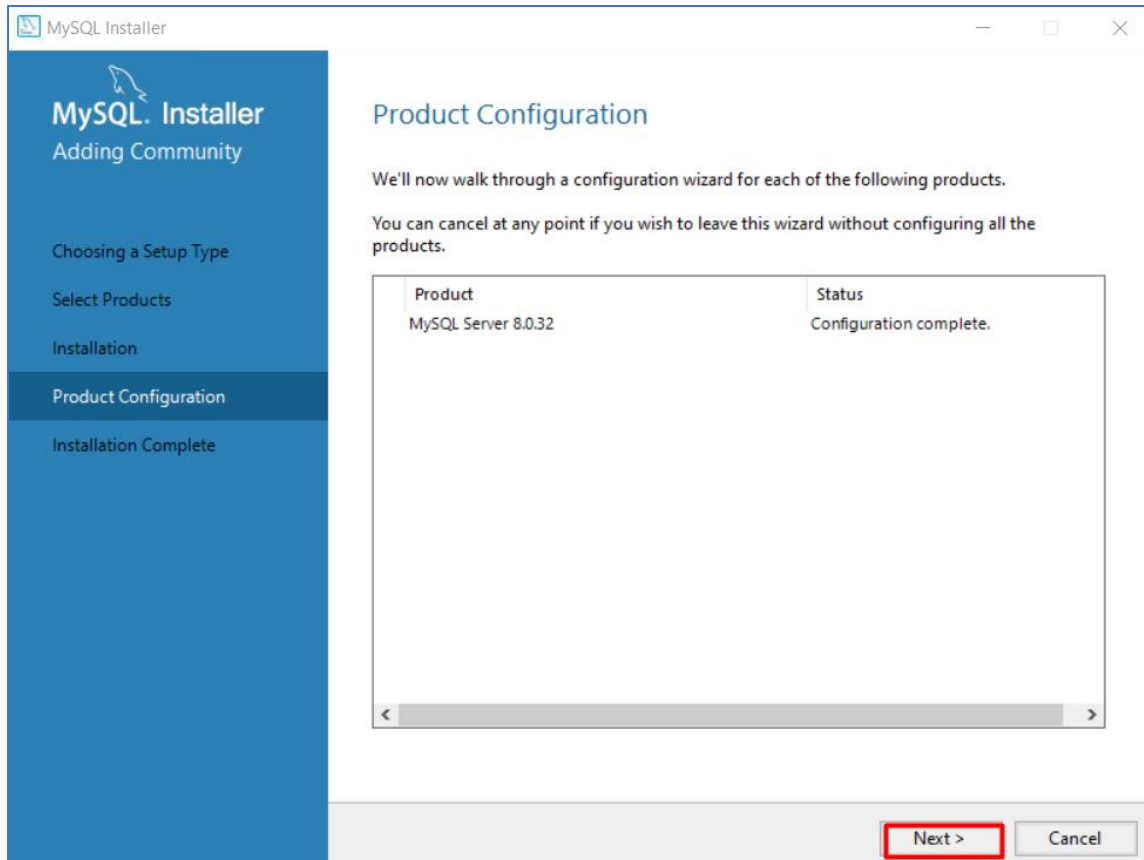 MySQL Installer
MySQL. Installer
Adding Community
Choosing a Setup Type
Select Products
Installation
Product Configuration
Installation Complete
Product Configuration
We'll now walk through a configuration wizard for each of the following products.
You can cancel at any point if you wish to leave this wizard without configuring all the
products.
Product Status
MySQL Server 8.0.32 Configuration complete.
Next > Cancel